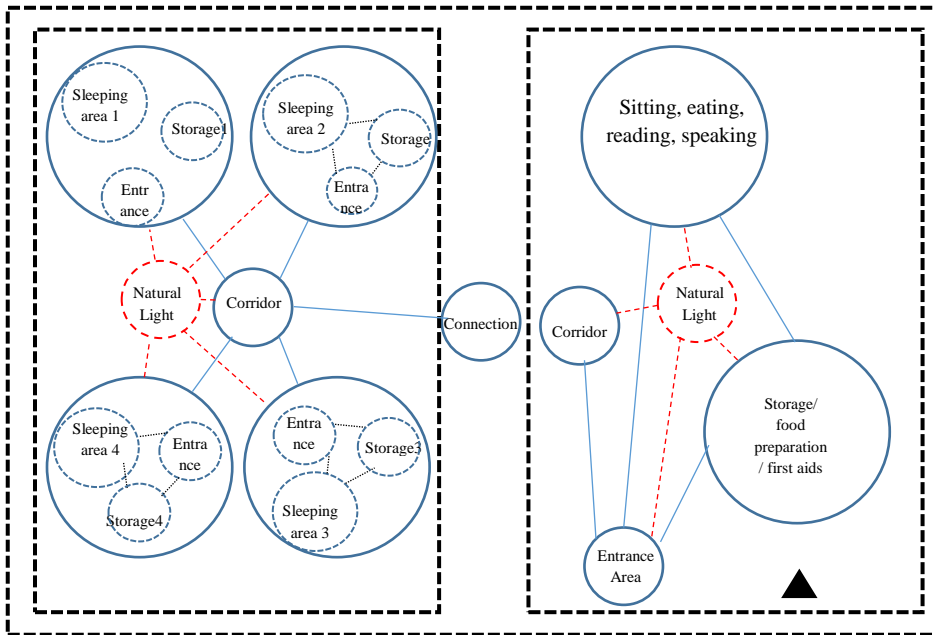 Sleeping
area 1
Storage1
Entr
ance
Sleeping
area 2
Storage
Entra
nce
Natural
Light
Corridor
Connection
Sleeping
area 4
Entra
nce
Storage4
Entra
nce
Storage3
Sleeping
area 3
Sitting, eating,
reading, speaking
Corridor
Natural
Light
Storage/
food
preparation
/ first aids
Entrance
Area